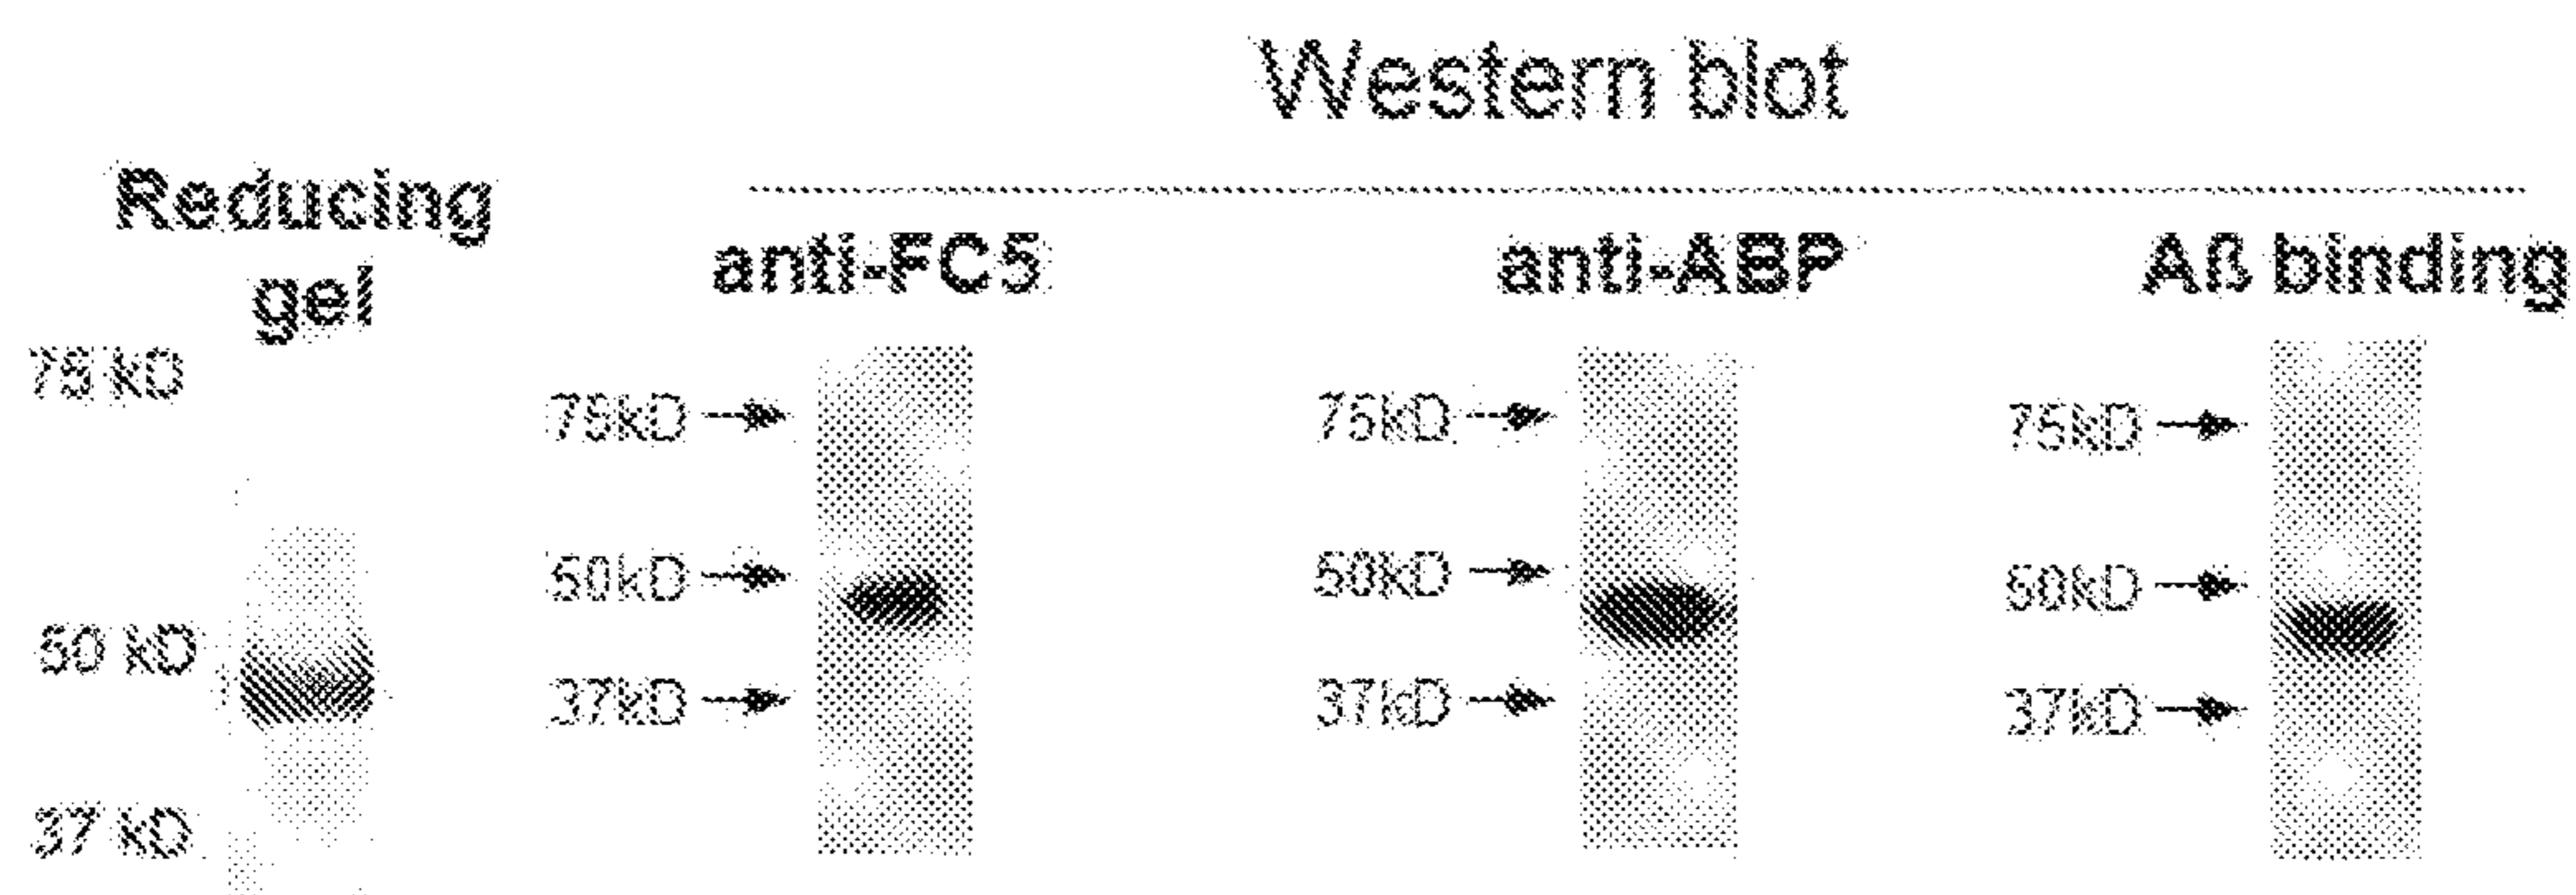 Western blot
Reducing
gel
anti-FC5
anti-ABP
Aß binding
75 kD
50 kD
37 kD
75kD
50kD
37kD
75kD
50kD
37kD
75kD
50kD
37kD